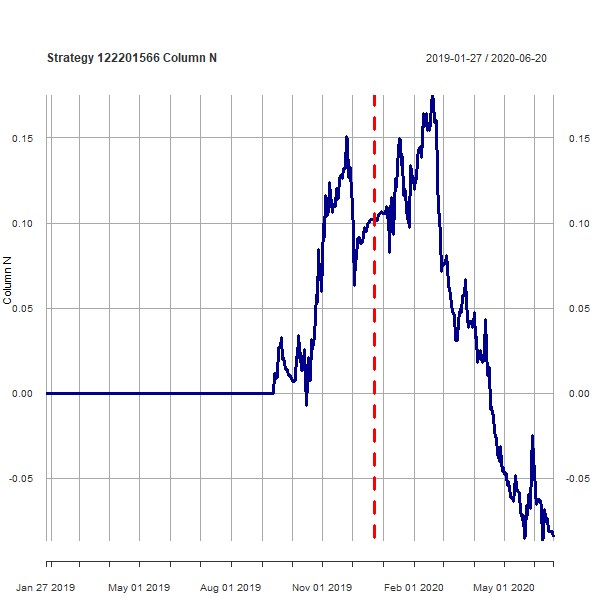 Strategy 122201566 Column N
2019-01-27 / 2020-06-20
Column N
0.15 0.15
0.10 0.10
0.05 0.05
0.00 0.00
-0.05 -0.05
Jan 27 2019 May 01 2019 Aug 01 2019 Nov 01 2019 Feb 01 2020 May 01 2020